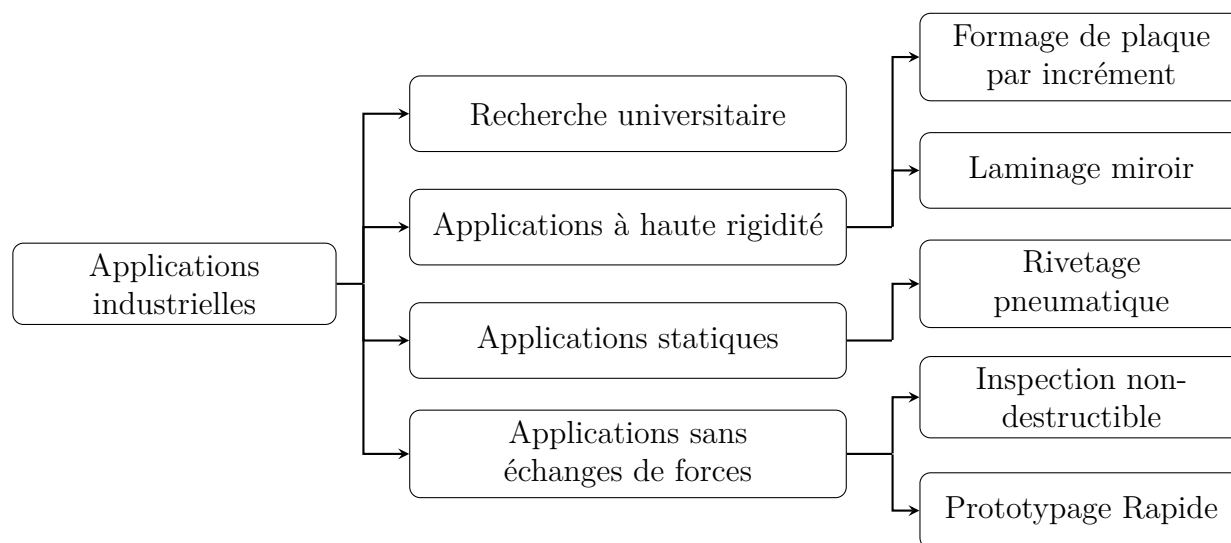 Applications
industrielles
Recherche universitaire
Applications à haute rigidité
Applications statiques
Applications sans
échanges de forces
Formage de plaque
par incrément
Laminage miroir
Rivetage
pneumatique
Inspection non-
destructible
Prototypage Rapide